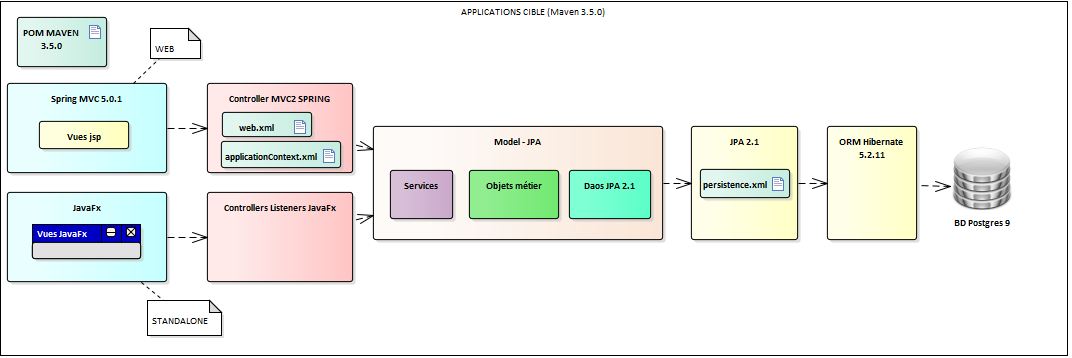 APPLICATIONS CIBLE (Maven 3.5.0)
POM MAVEN
3.5.0
WEB
Spring MVC 5.0.1
Vues jsp
Controller MVC2 SPRING
web.xml
applicationContext.xml
Model - JPA
Services
Objets métier
Daos JPA 2.1
JPA 2.1
persistence.xml
ORM Hibernate
5.2.11
BD Postgres 9
JavaFx
Vues JavaFx
Controllers Listeners JavaFx
STANDALONE